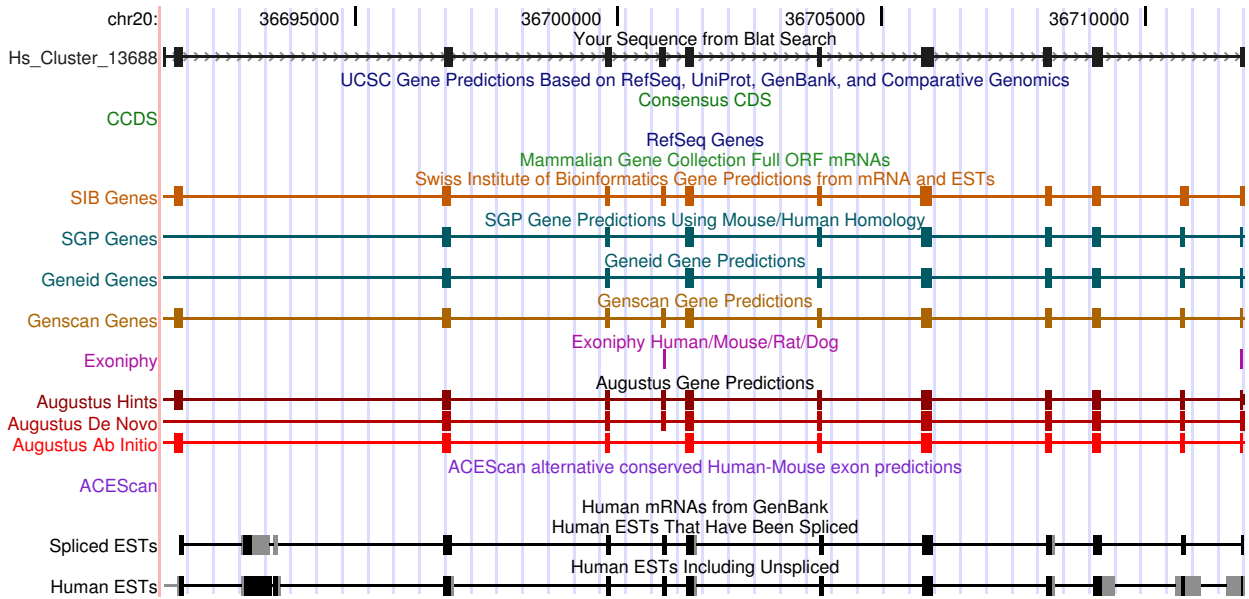 chr20: 36695000 36700000 36705000 36710000
Your Sequence from Blat Search
Hs_Cluster_13688
UCSC Gene Predictions Based on RefSeq, UniProt, GenBank, and Comparative Genomics
Consensus CDS
CCDS
RefSeq Genes
Mammalian Gene Collection Full ORF mRNAs
Swiss Institute of Bioinformatics Gene Predictions from mRNA and ESTs
SIB Genes
SGP Gene Predictions Using Mouse/Human Homology
SGP Genes
Geneid Gene Predictions
Geneid Genes
Genscan Gene Predictions
Genscan Genes
Exoniphy Human/Mouse/Rat/Dog
Exoniphy
Augustus Gene Predictions
Augustus Hints
Augustus De Novo
Augustus Ab Initio
ACEScan alternative conserved Human-Mouse exon predictions
ACEScan
Human mRNAs from GenBank
Human ESTs That Have Been Spliced
Spliced ESTs
Human ESTs Including Unspliced
Human ESTs